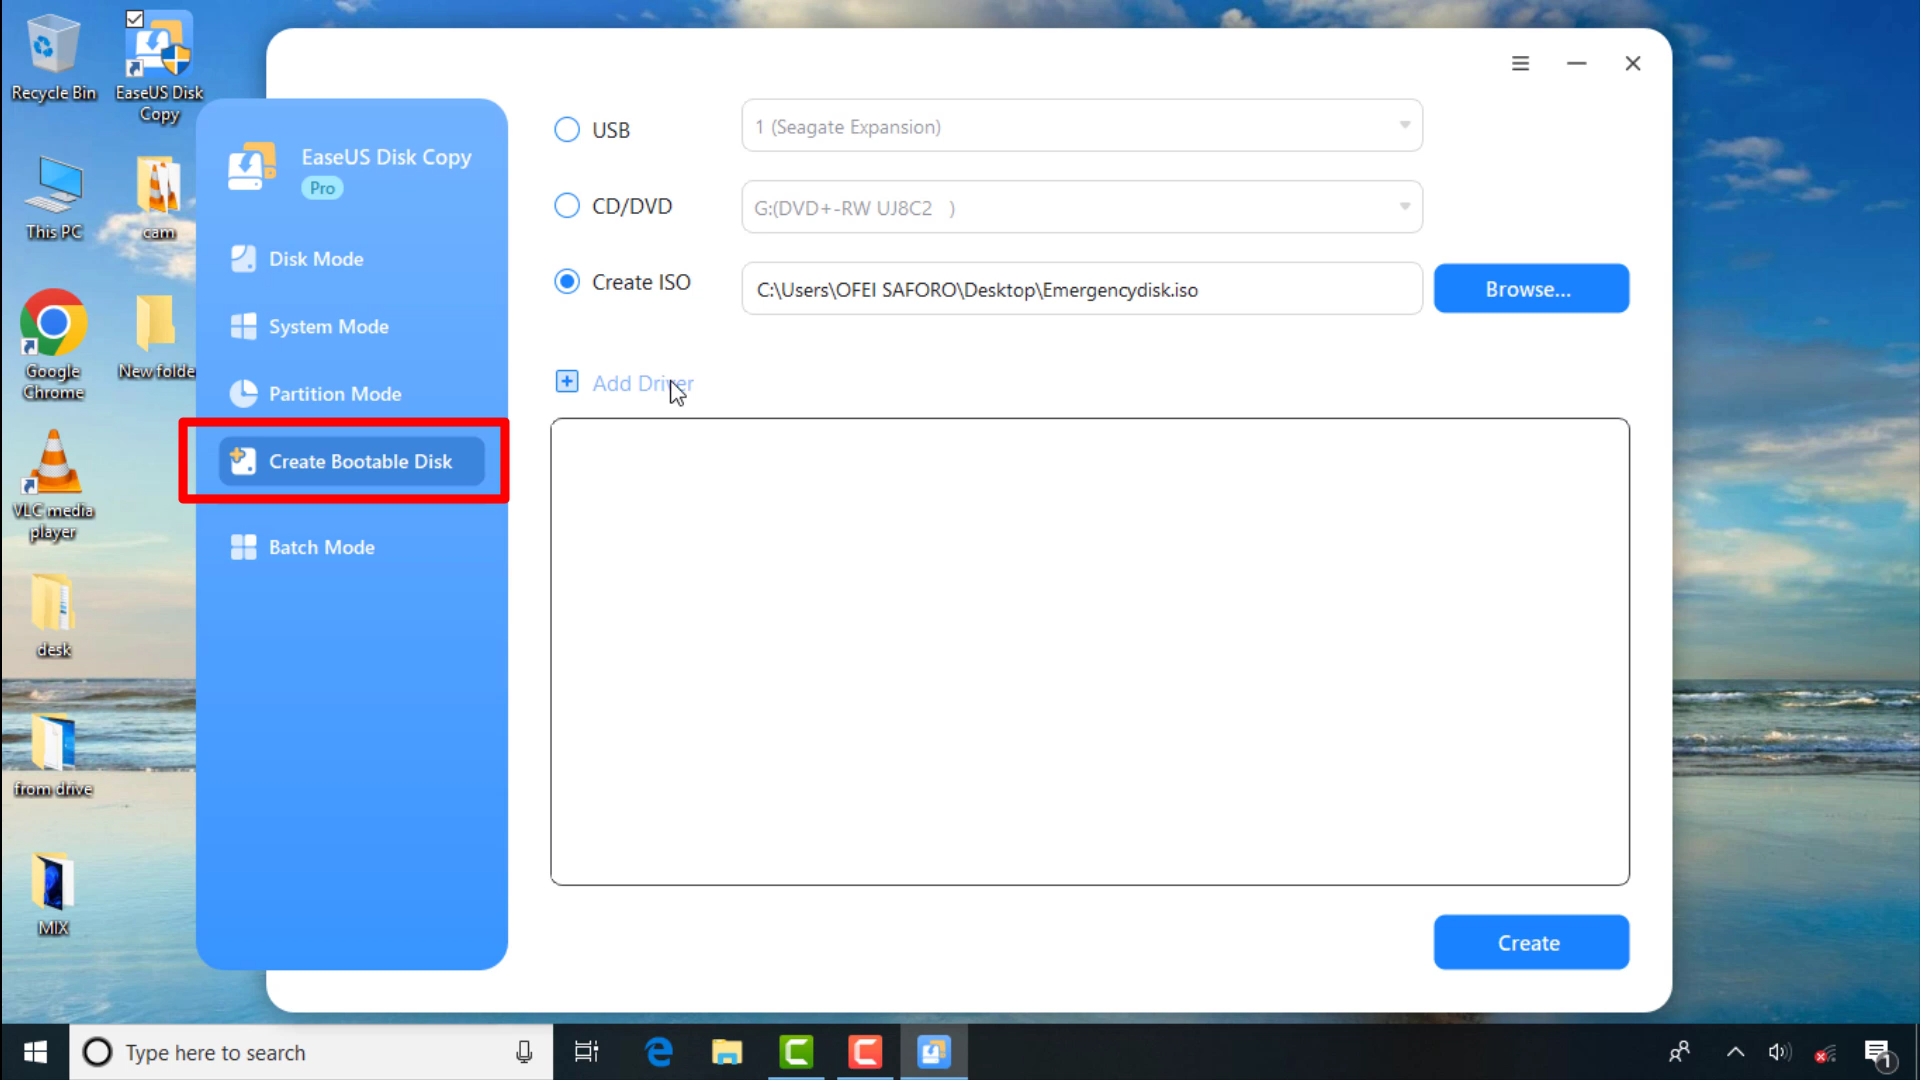 Recycle Bin
EaseUS Disk
Copy
This PC
cam
Google
Chrome
New folde
VLC media
player
desk
from drive
MIX
EaseUS Disk Copy
Pro
Disk Mode
System Mode
Partition Mode
Create Bootable Disk
Batch Mode
USB
1 (Seagate Expansion)
CD/DVD
G:(DVD+-RW UJ8C2   )
Create ISO
C:\Users\OFEI SAFORO\Desktop\Emergencydisk.iso
Browse...
Add Driver
Create
Type here to search
1